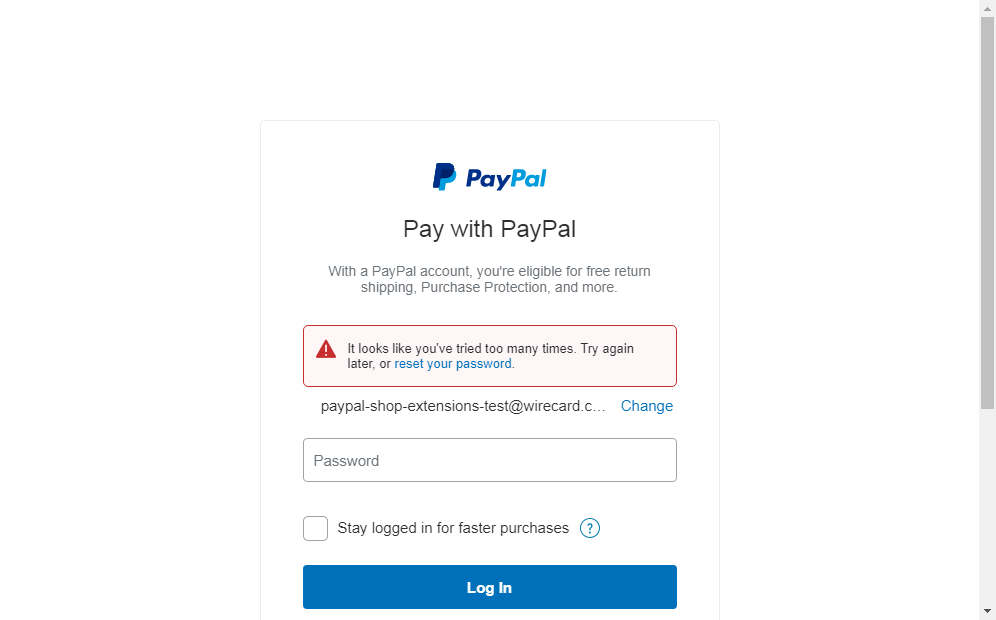 PayPal
Pay with PayPal
With a PayPal account, you're eligible for free return
shipping, Purchase Protection, and more.
It looks like you've tried too many times. Try again
later, or reset your password.
paypal-shop-extensions-test@wirecard.c... Change
Password
Stay logged in for faster purchases ?
Log In